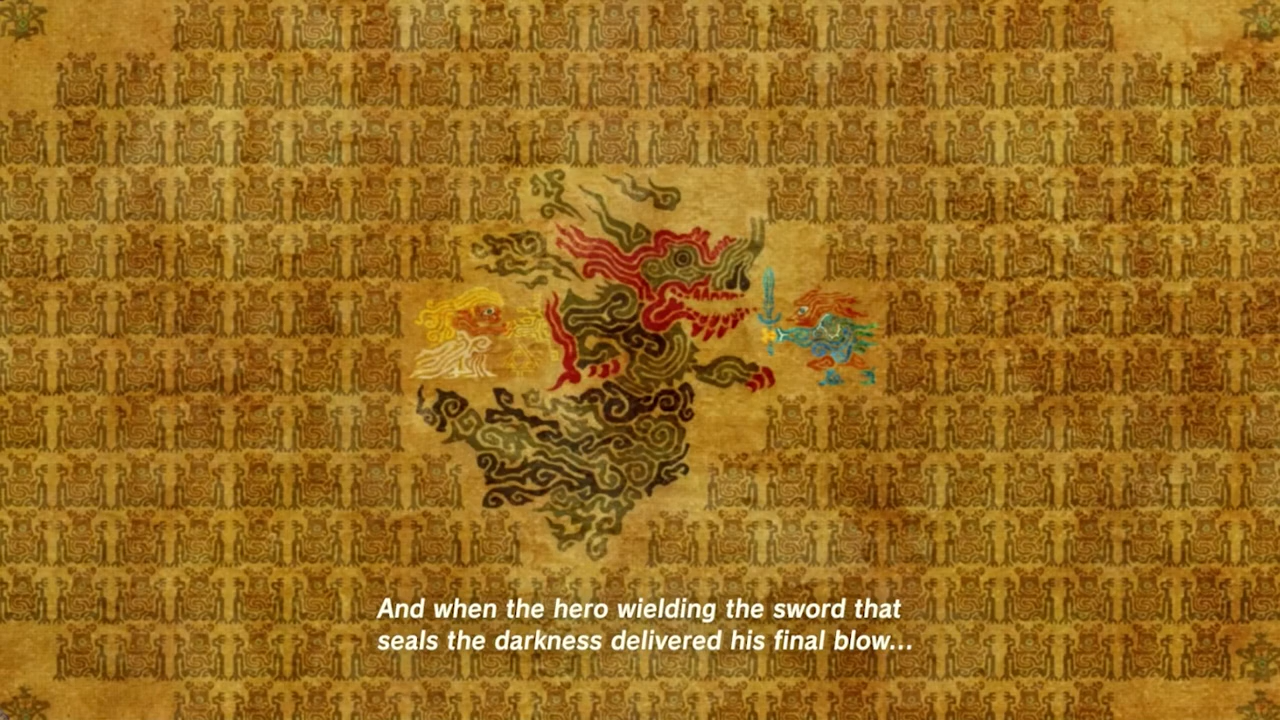 And when the hero wielding the sword that
seals the darkness delivered his final blow...